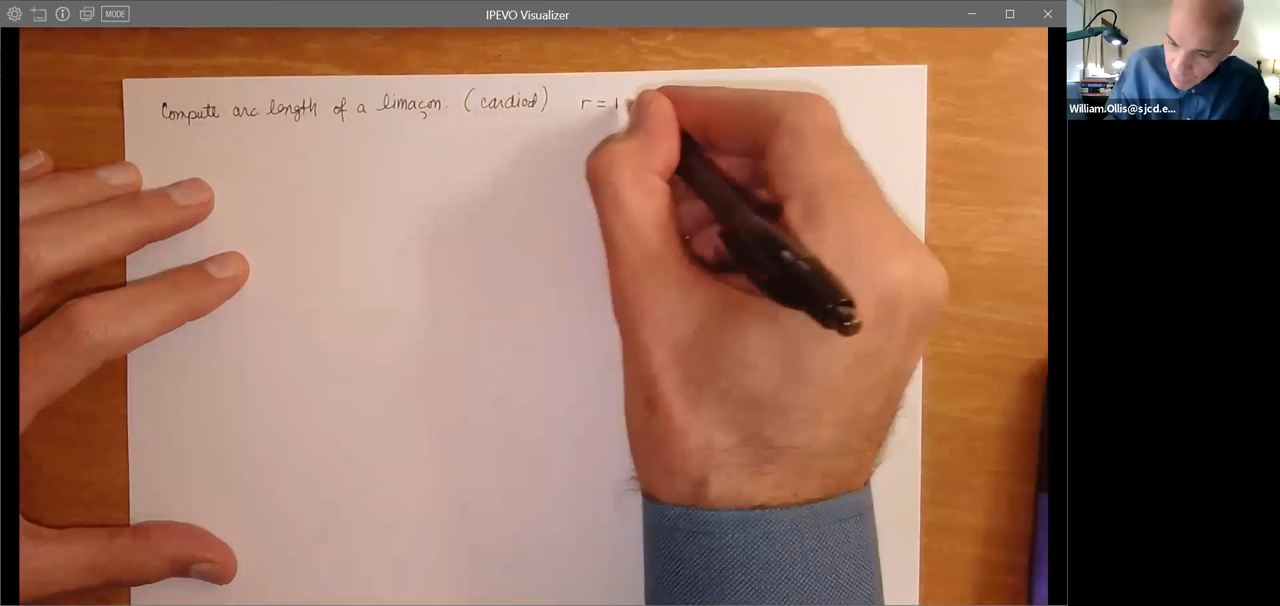 IPEVO Visualizer
MODE
William.Ollis@sjcd.e...
Compute arc length of a limaçon. (cardiod) r = 1